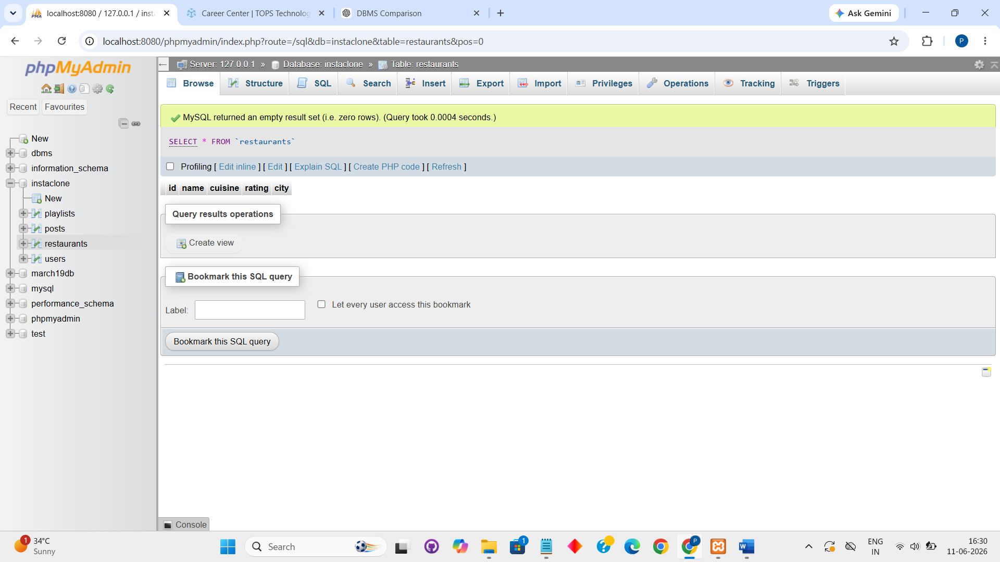 localhost:8080 / 127.0.0.1 / insta
Career Center | TOPS Technolog
DBMS Comparison
Ask Gemini
localhost:8080/phpmyadmin/index.php?route=/sql&db=instaclone&table=restaurants&pos=0
P
phpMyAdmin
Recent
Favourites
New
dbms
information_schema
instaclone
New
playlists
posts
restaurants
users
march19db
mysql
performance_schema
phpmyadmin
test
Server: 127.0.0.1 » Database: instaclone » Table: restaurants
Browse Structure SQL Search Insert Export Import Privileges Operations Tracking Triggers
MySQL returned an empty result set (i.e. zero rows). (Query took 0.0004 seconds.)
SELECT * FROM `restaurants`
Profiling [ Edit inline ] [ Edit ] [ Explain SQL ] [ Create PHP code ] [ Refresh ]
id name cuisine rating city
Query results operations
Create view
Bookmark this SQL query
Label:
Let every user access this bookmark
Bookmark this SQL query
Console
1
34°C
Sunny
Search
1
P
ENG
IN
16:30
11-06-2026